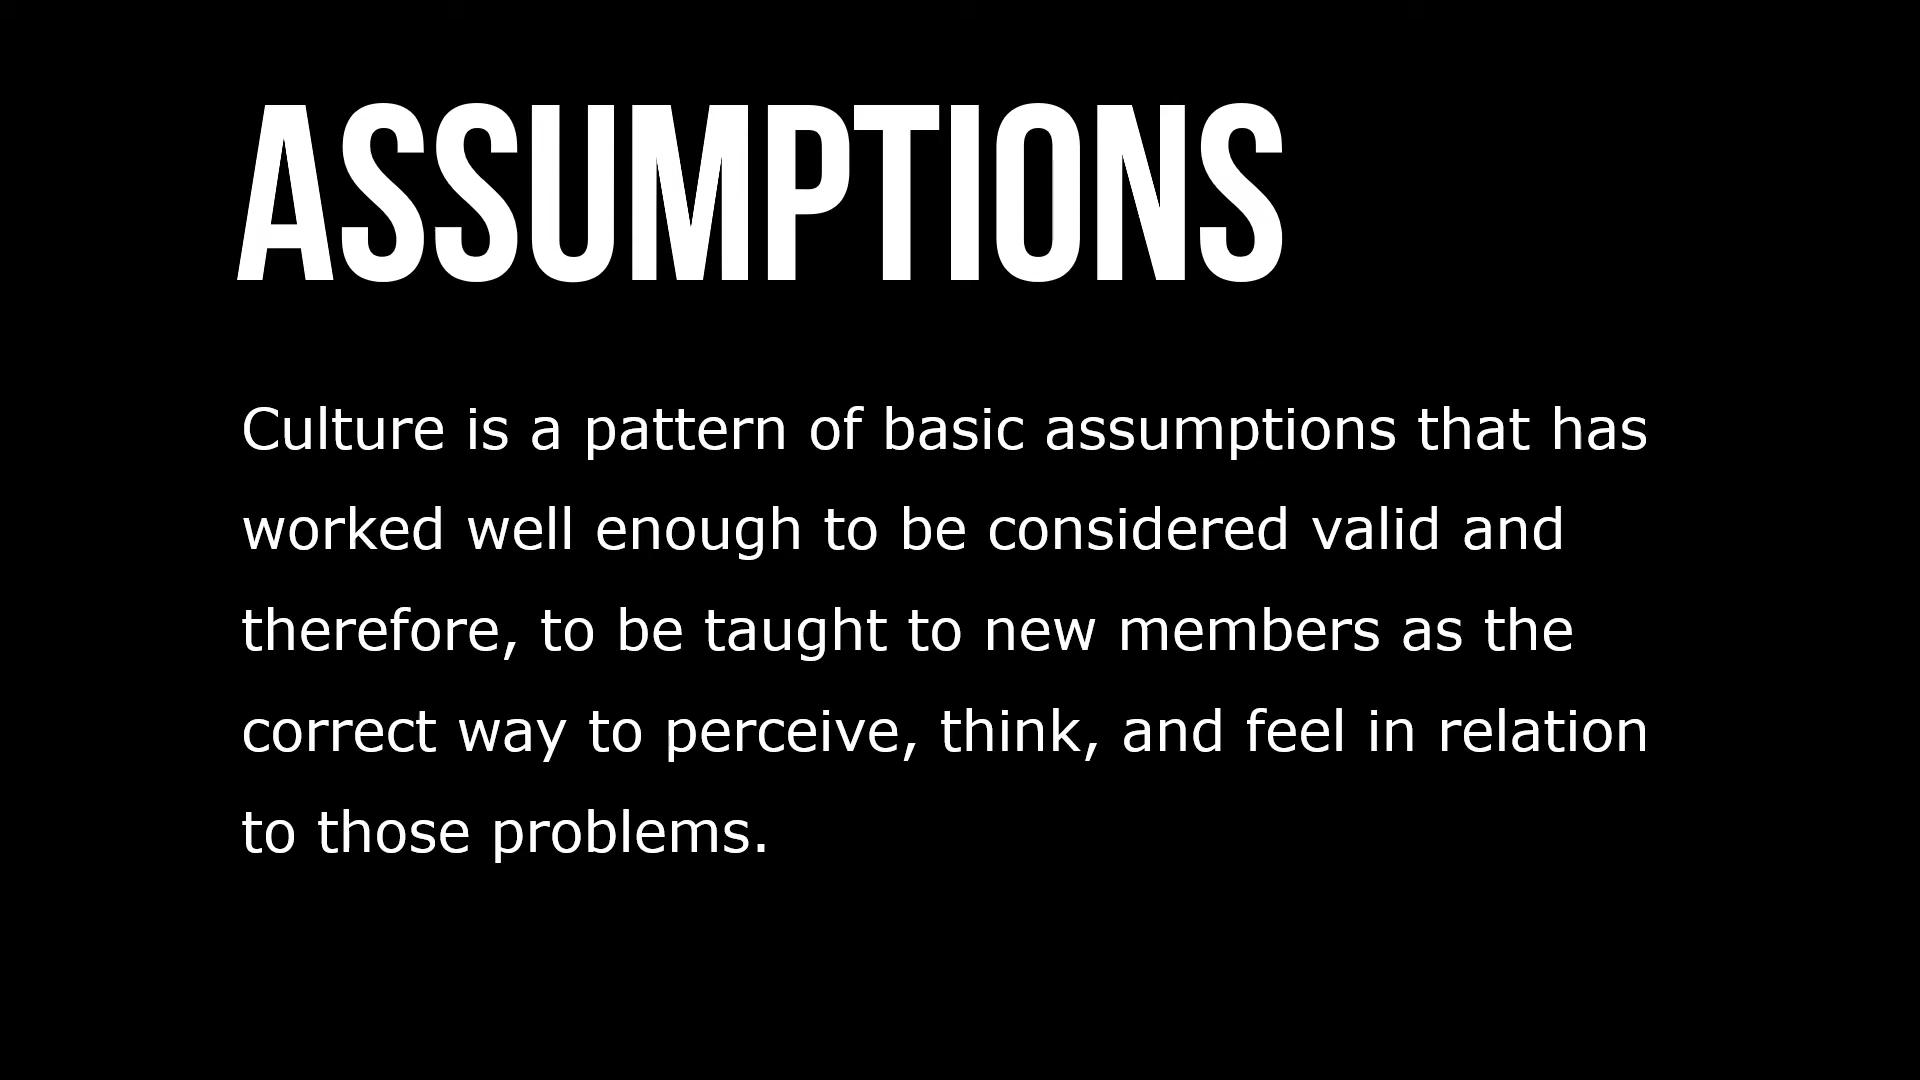 ASSUMPTIONS
Culture is a pattern of basic assumptions that has
worked well enough to be considered valid and
therefore, to be taught to new members as the
correct way to perceive, think, and feel in relation
to those problems.